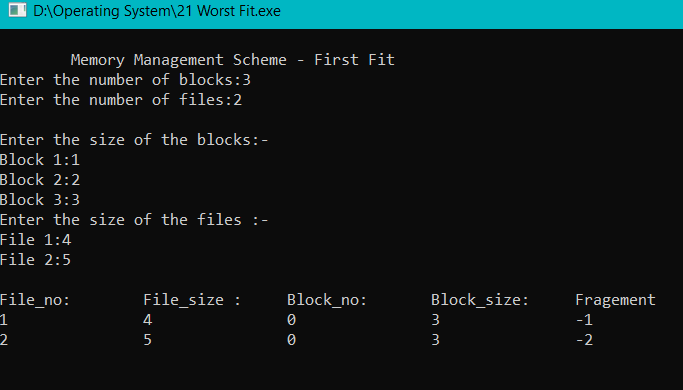 D:\Operating System\21 Worst Fit.exe
Memory Management Scheme - First Fit
Enter the number of blocks:3
Enter the number of files:2
Enter the size of the blocks:-
Block 1:1
Block 2:2
Block 3:3
Enter the size of the files :-
File 1:4
File 2:5
File_no: File_size : Block_no: Block_size: Fragement
1 4 0 3 -1
2 5 0 3 -2